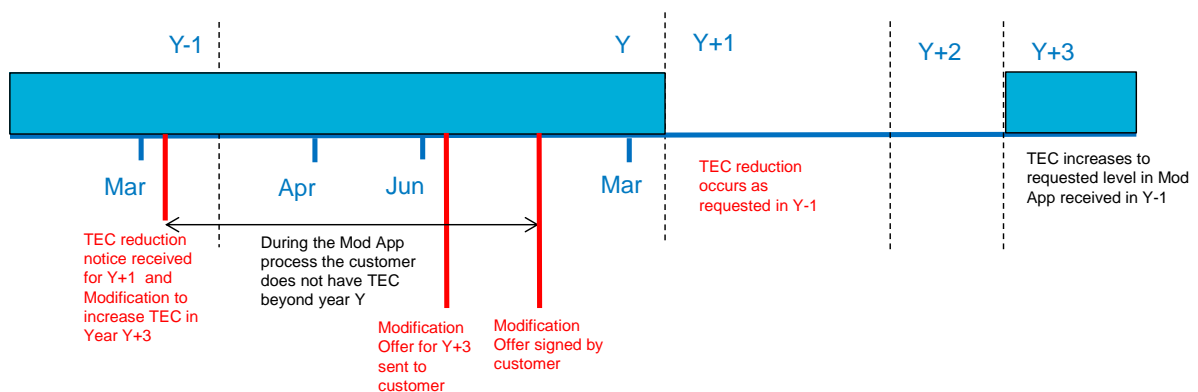 Y-1
Y
Y+1
Y+2
Y+3
Mar
Apr
Jun
Mar
TEC reduction
notice received
for Y+1 and
Modification to
increase TEC in
Year Y+3
During the Mod App
process the customer
does not have TEC
beyond year Y
Modification
Offer for Y+3
sent to
customer
Modification
Offer signed by
customer
TEC reduction
occurs as
requested in Y-1
TEC increases to
requested level in Mod
App received in Y-1